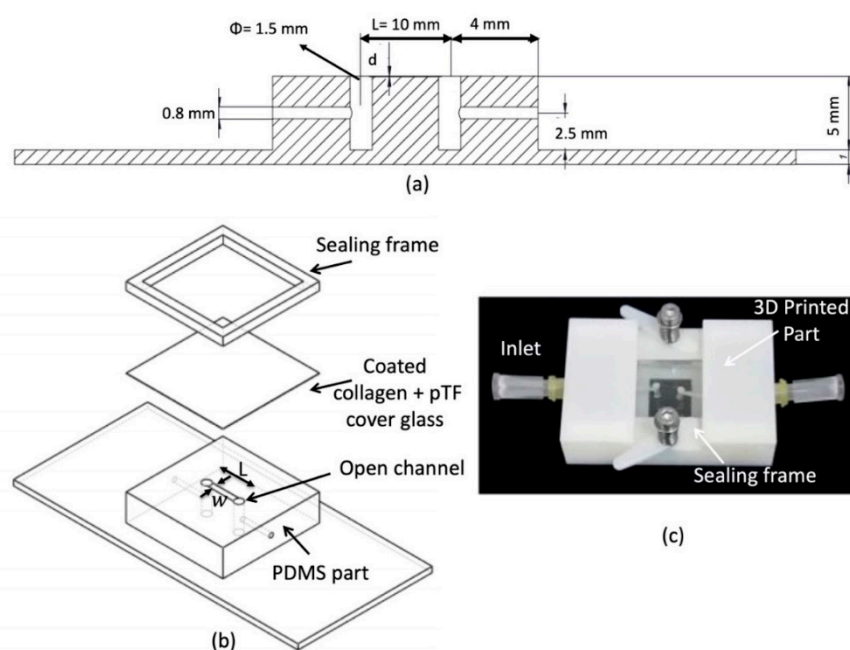 Φ= 1.5 mm
L= 10 mm
4 mm
d
0.8 mm
2.5 mm
5 mm
1
(a)
Sealing frame
Coated
collagen + pTF
cover glass
L
Open channel
w
PDMS part
(b)
3D Printed
Part
Inlet
Sealing frame
(c)